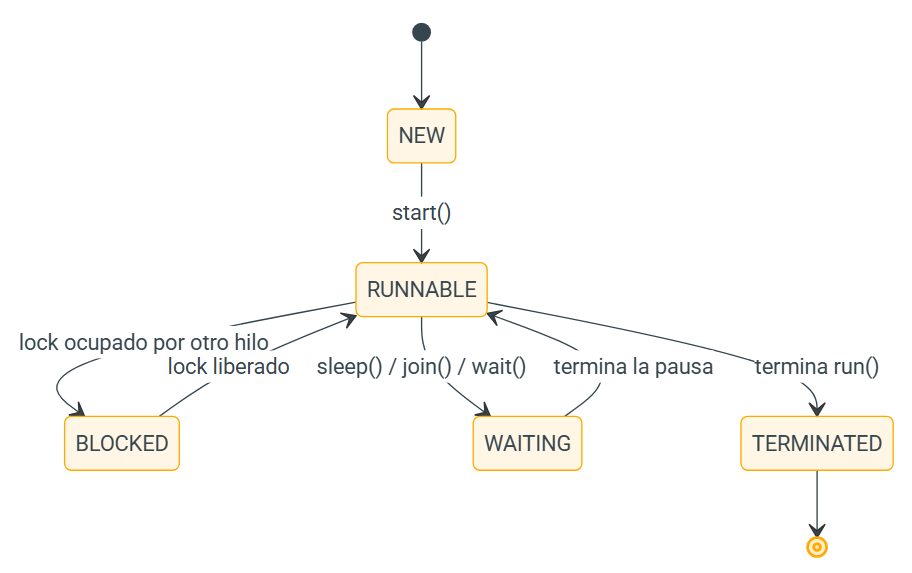 NEW
start()
RUNNABLE
lock ocupado por otro hilo
lock liberado
sleep() / join() / wait()
termina la pausa
termina run()
BLOCKED
WAITING
TERMINATED